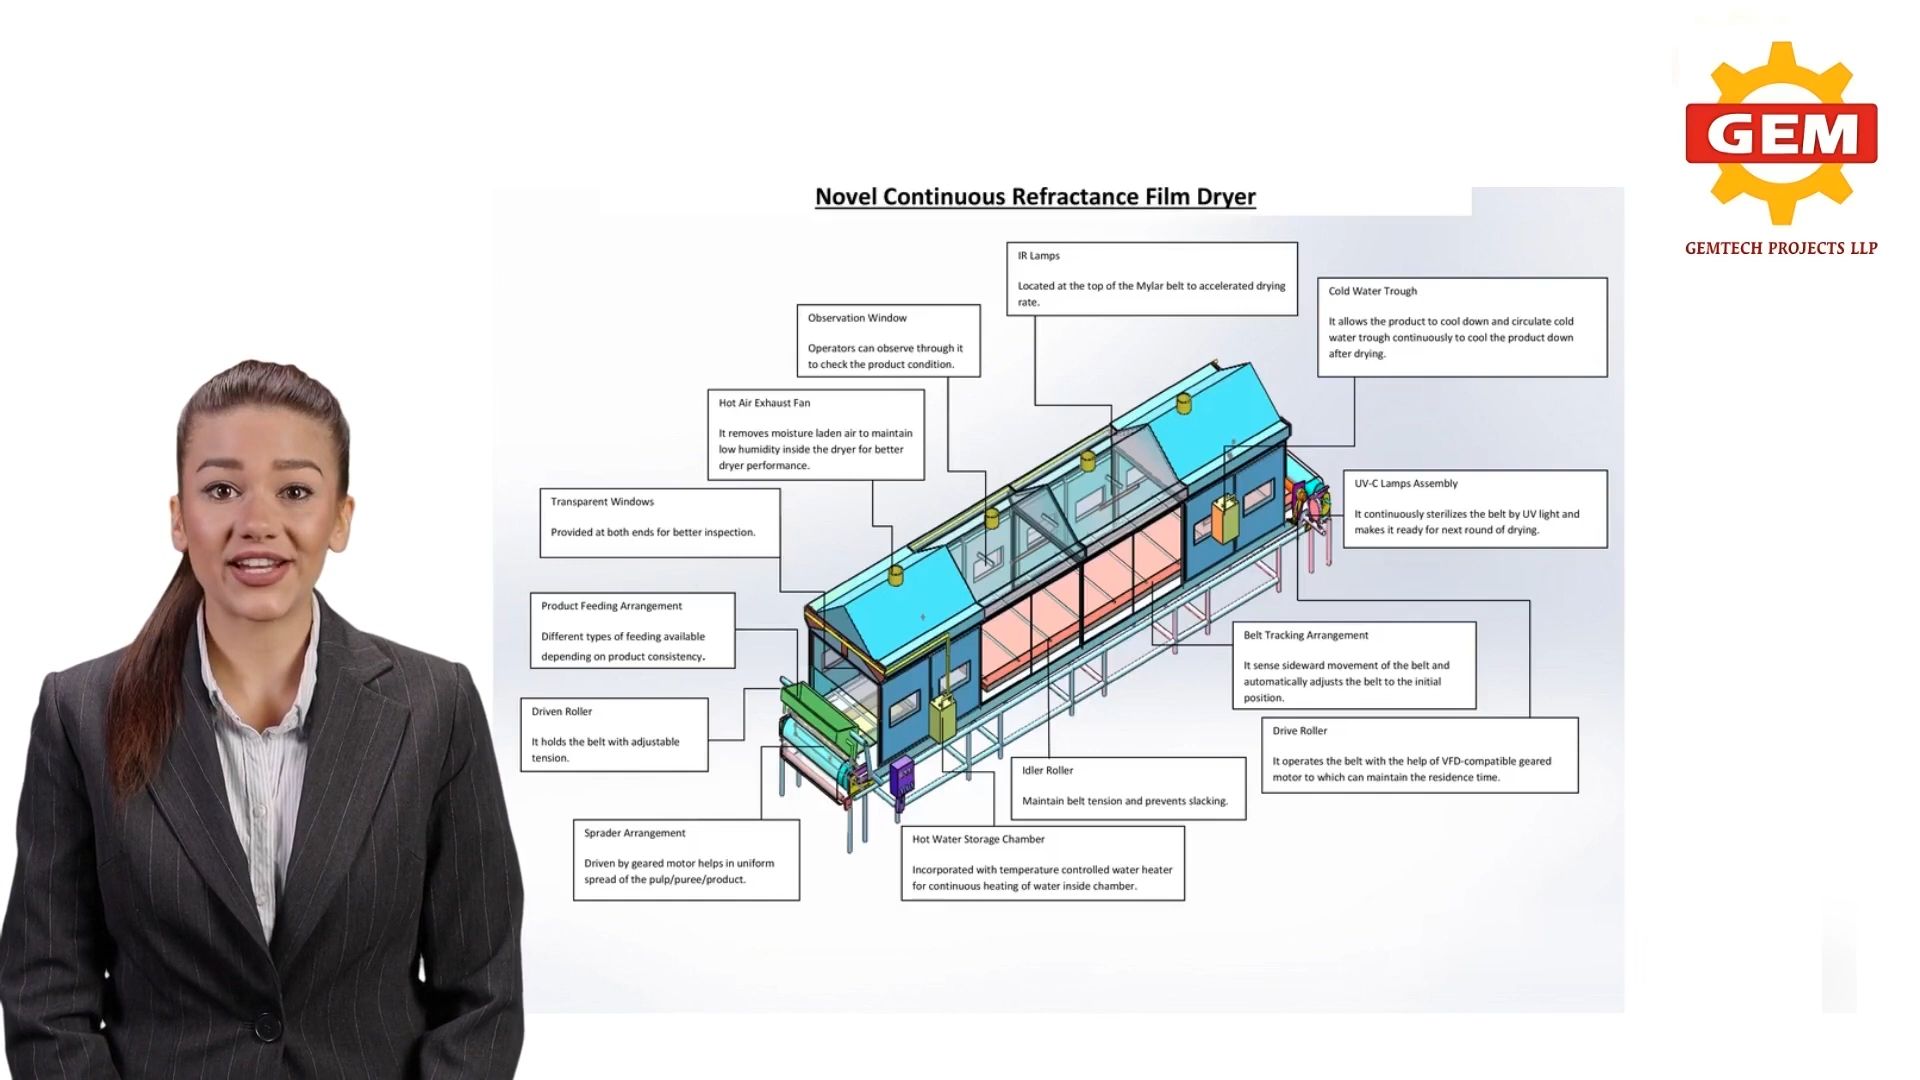 GEM
GEMTECH PROJECTS LLP
Novel Continuous Refractance Film Dryer
IR Lamps
Located at the top of the Mylar belt to accelerated drying
rate.
Cold Water Trough
It allows the product to cool down and circulate cold
water trough continuously to cool the product down
after drying.
Observation Window
Operators can observe through it
to check the product condition.
Hot Air Exhaust Fan
It removes moisture laden air to maintain
low humidity inside the dryer for better
dryer performance.
Transparent Windows
Provided at both ends for better inspection.
UV-C Lamps Assembly
It continuously sterilizes the belt by UV light and
makes it ready for next round of drying.
Product Feeding Arrangement
Different types of feeding available
depending on product consistency.
Belt Tracking Arrangement
It sense sideward movement of the belt and
automatically adjusts the belt to the initial
position.
Driven Roller
It holds the belt with adjustable
tension.
Drive Roller
It operates the belt with the help of VFD-compatible geared
motor to which can maintain the residence time.
Idler Roller
Maintain belt tension and prevents slacking.
Sprader Arrangement
Driven by geared motor helps in uniform
spread of the pulp/puree/product.
Hot Water Storage Chamber
Incorporated with temperature controlled water heater
for continuous heating of water inside chamber.